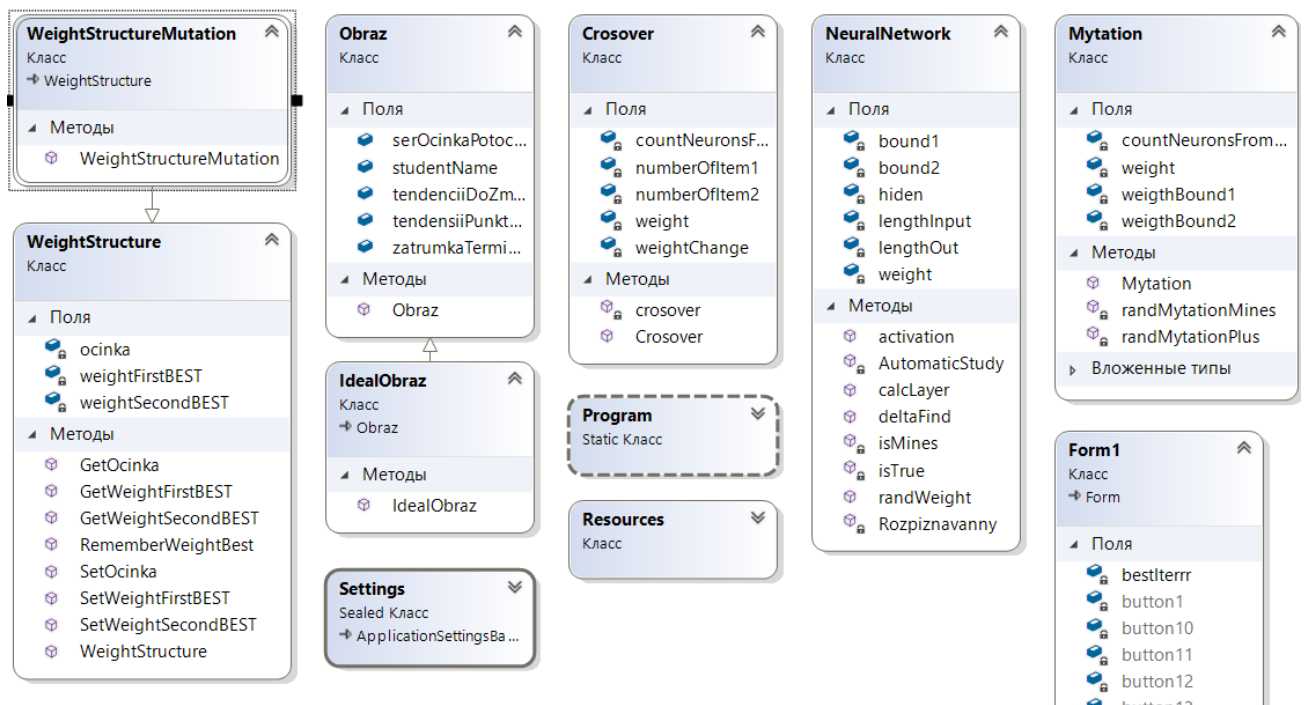 WeightStructureMutation
Класс
WeightStructure
Методы
WeightStructureMutation
WeightStructure
Класс
Поля
ocinka
weightFirstBEST
weightSecondBEST
Методы
GetOcinka
GetWeightFirstBEST
GetWeightSecondBEST
RememberWeightBest
SetOcinka
SetWeightFirstBEST
SetWeightSecondBEST
WeightStructure
Obraz
Класс
Поля
serOcinkaPotoc...
studentName
tendenciiDoZm...
tendensiiPunkt...
zatrumkaTermi...
Методы
Obraz
IdealObraz
Класс
Obraz
Методы
IdealObraz
Settings
Sealed Класс
ApplicationSettingsBa...
Crosover
Класс
Поля
countNeuronsF...
numberOfItem1
numberOfItem2
weight
weightChange
Методы
crosover
Crosover
Program
Static Класс
Resources
Класс
NeuralNetwork
Класс
Поля
bound1
bound2
hiden
lengthInput
lengthOut
weight
Методы
activation
AutomaticStudy
calcLayer
deltaFind
isMines
isTrue
randWeight
Rozpiznavanny
Mytation
Класс
Поля
countNeuronsFrom...
weight
weigthBound1
weigthBound2
Методы
Mytation
randMytationMines
randMytationPlus
Вложенные типы
Form1
Класс
Form
Поля
bestIterrr
button1
button10
button11
button12